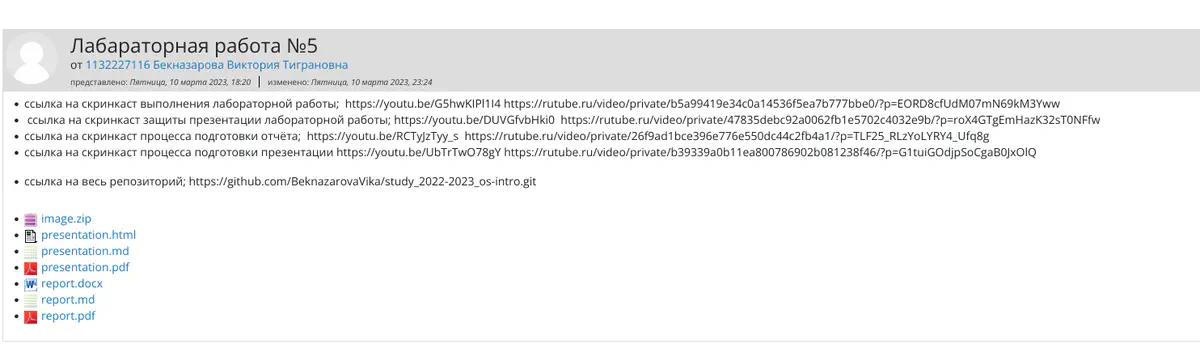 Лабараторная работа №5
от 1132227116 Бекназарова Виктория Тиграновна
представлено: Пятница, 10 марта 2023, 18:20 | изменено: Пятница, 10 марта 2023, 23:24
• ссылка на скринкаст выполнения лабораторной работы; https://youtu.be/G5hwKIPl1I4 https://rutube.ru/video/private/b5a99419e34c0a14536f5ea7b777bbe0/?p=EORD8cfUdM07mN69kM3Yww
• ссылка на скринкаст защиты презентации лабораторной работы; https://youtu.be/DUVGfvbHki0 https://rutube.ru/video/private/47835debc92a0062fb1e5702c4032e9b/?p=roX4GTgEmHazK32sT0NFfw
• ссылка на скринкаст процесса подготовки отчёта; https://youtu.be/RCTyJzTyy_s https://rutube.ru/video/private/26f9ad1bce396e776e550dc44c2fb4a1/?p=TLF25_RLzYoLYRY4_Ufq8g
• ссылка на скринкаст процесса подготовки презентации https://youtu.be/UbTrTwO78gY https://rutube.ru/video/private/b39339a0b11ea800786902b081238f46/?p=G1tuiGOdjpSoCgaB0JxOlQ
• ссылка на весь репозиторий; https://github.com/BeknazarovaVika/study_2022-2023_os-intro.git
• image.zip
• presentation.html
• presentation.md
• presentation.pdf
• report.docx
• report.md
• report.pdf